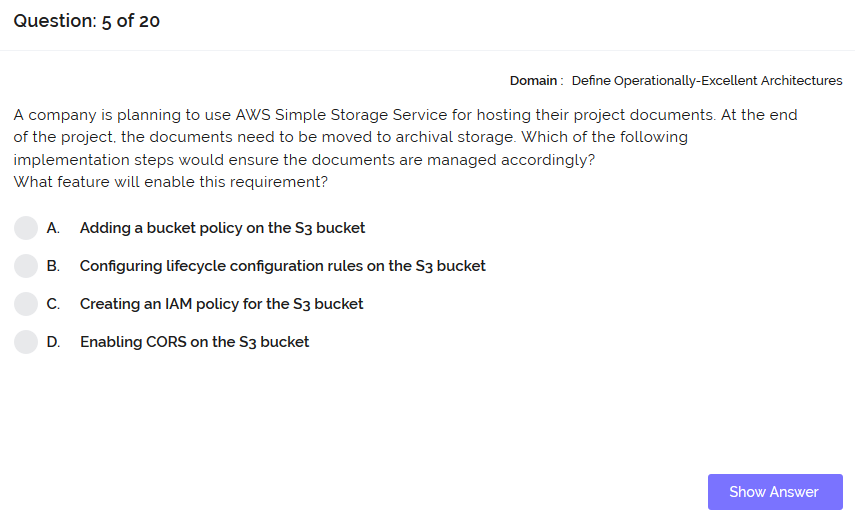 Question: 5 of 20
Domain : Define Operationally-Excellent Architectures
A company is planning to use AWS Simple Storage Service for hosting their project documents. At the end
of the project, the documents need to be moved to archival storage. Which of the following
implementation steps would ensure the documents are managed accordingly?
What feature will enable this requirement?
A. Adding a bucket policy on the S3 bucket
B. Configuring lifecycle configuration rules on the S3 bucket
C. Creating an IAM policy for the S3 bucket
D. Enabling CORS on the S3 bucket
Show Answer